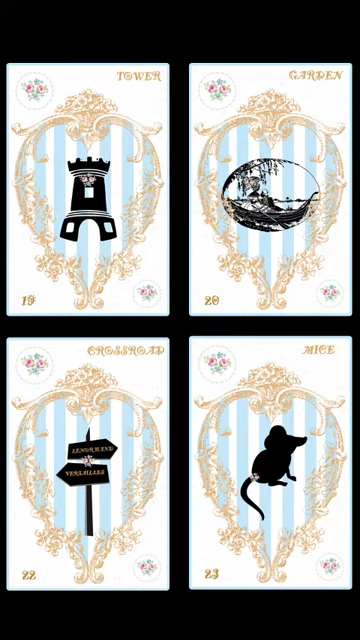 TOWER
19
GARDEN
20
CROSSROAD
LENORMAND
VERSAILLES
22
MICE
23